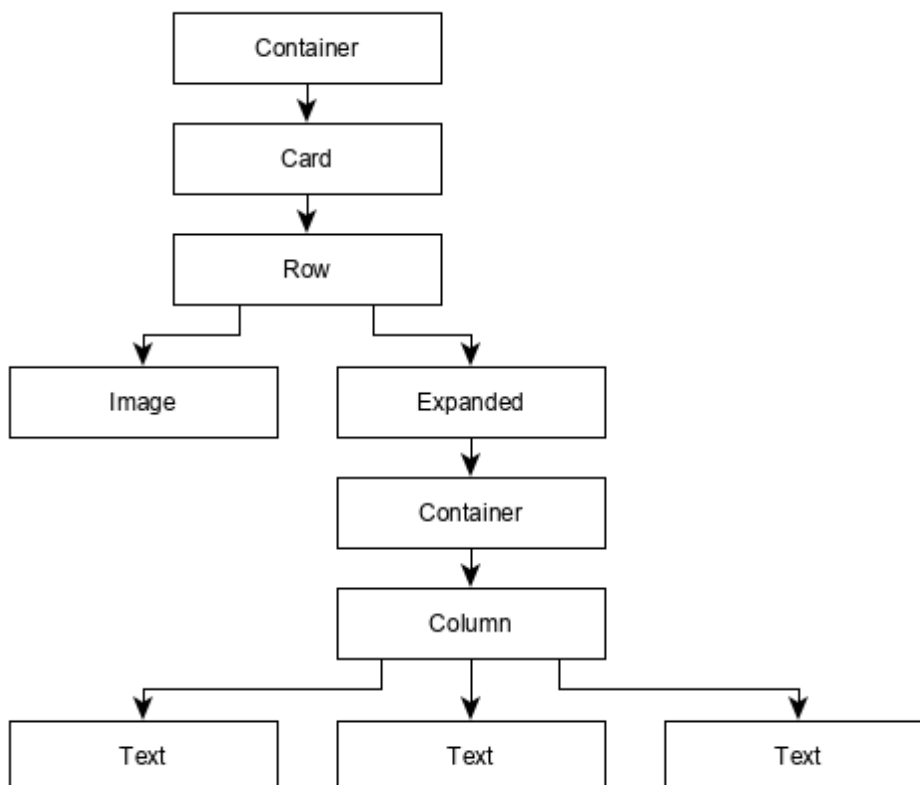 Container
Card
Row
Image
Expanded
Container
Column
Text
Text
Text